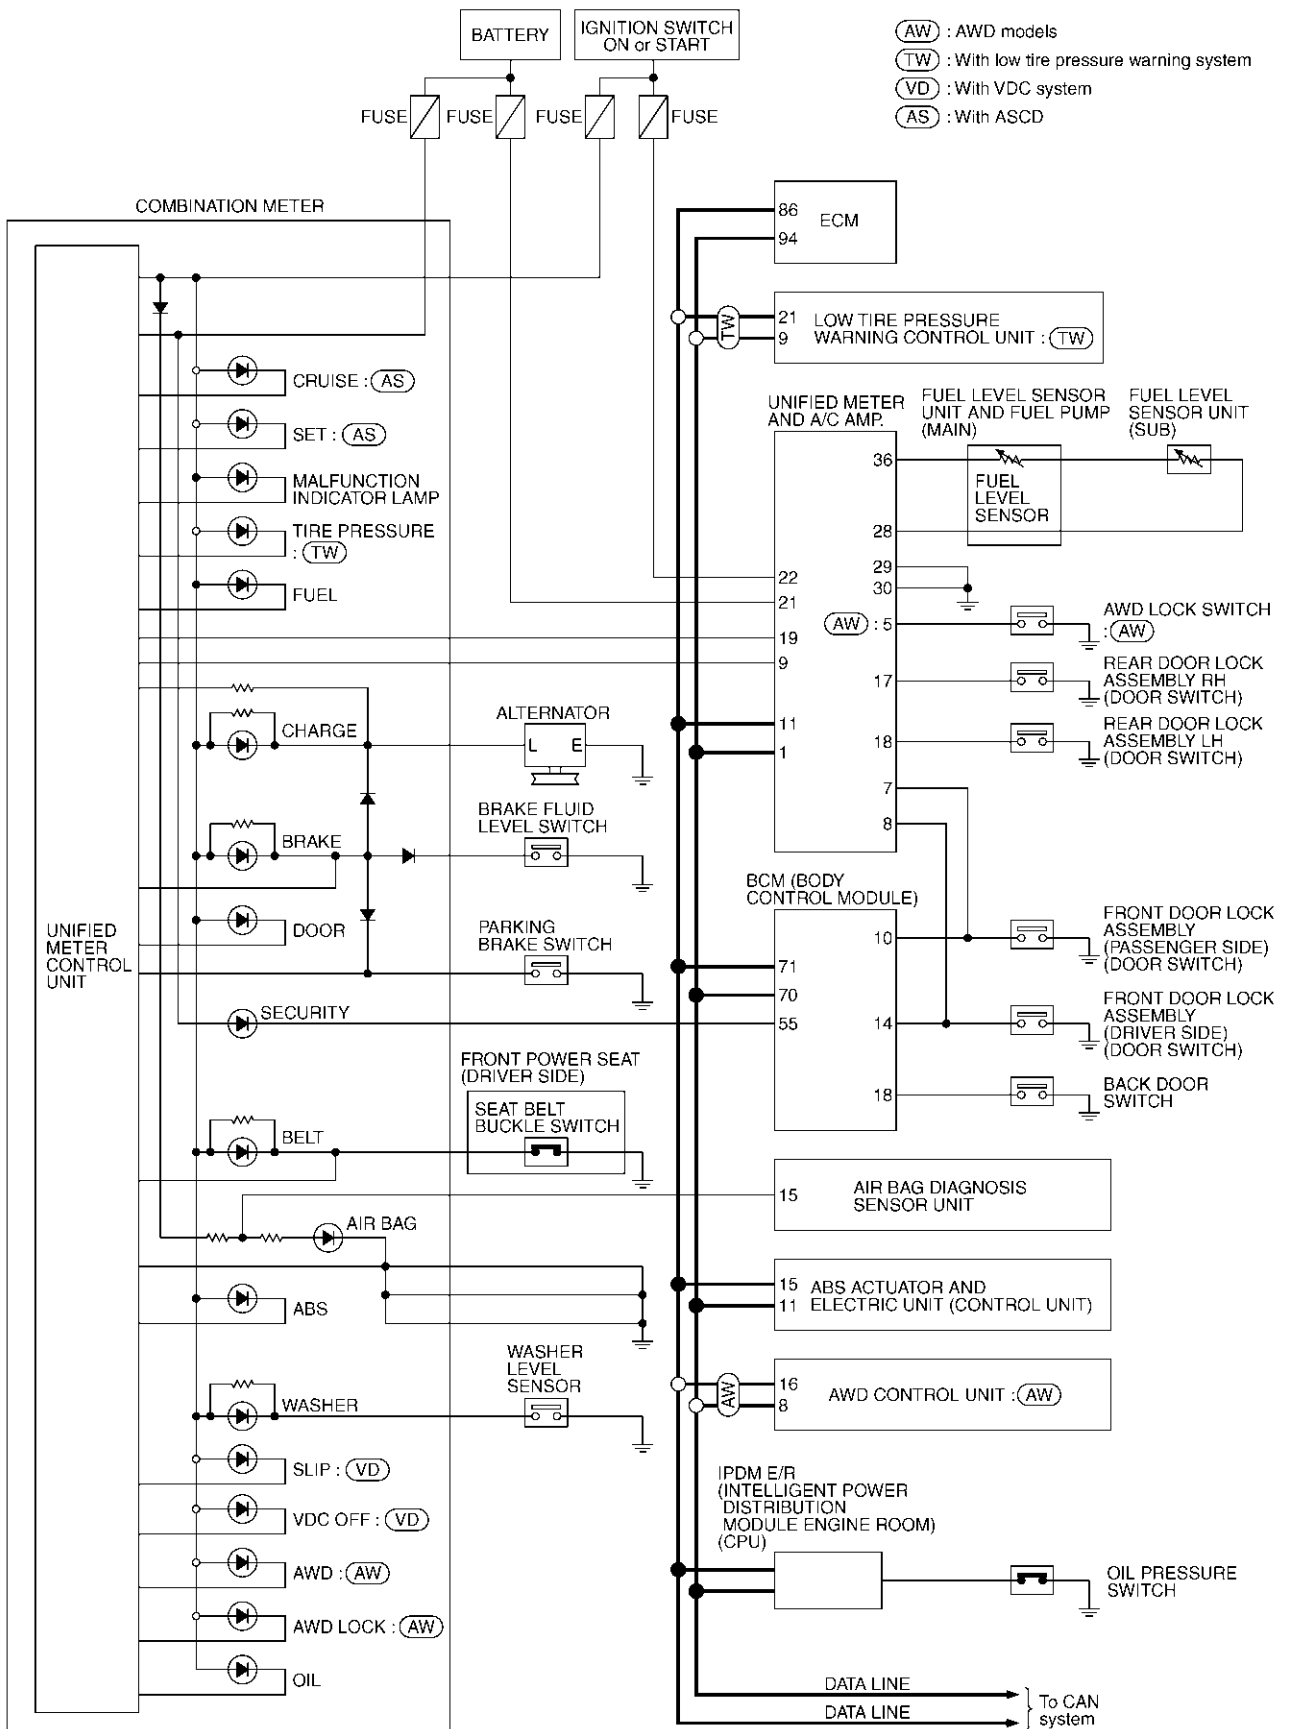 BATTERY
IGNITION SWITCH
ON or START
AW : AWD models
TW : With low tire pressure warning system
VD : With VDC system
AS : With ASCD
FUSE
FUSE
FUSE
FUSE
COMBINATION METER
86
94
ECM
TW
21
9
LOW TIRE PRESSURE
WARNING CONTROL UNIT : TW
CRUISE : AS
SET : AS
MALFUNCTION
INDICATOR LAMP
TIRE PRESSURE
: TW
FUEL
UNIFIED METER
AND A/C AMP.
FUEL LEVEL SENSOR
UNIT AND FUEL PUMP
(MAIN)
FUEL LEVEL
SENSOR UNIT
(SUB)
36
FUEL
LEVEL
SENSOR
28
29
30
22
21
AW : 5
19
9
17
11
18
1
7
8
AWD LOCK SWITCH
: AW
REAR DOOR LOCK
ASSEMBLY RH
(DOOR SWITCH)
REAR DOOR LOCK
ASSEMBLY LH
(DOOR SWITCH)
CHARGE
ALTERNATOR
L E
BRAKE
BRAKE FLUID
LEVEL SWITCH
DOOR
PARKING
BRAKE SWITCH
UNIFIED
METER
CONTROL
UNIT
SECURITY
BCM (BODY
CONTROL MODULE)
10
71
70
55
14
18
FRONT DOOR LOCK
ASSEMBLY
(PASSENGER SIDE)
(DOOR SWITCH)
FRONT DOOR LOCK
ASSEMBLY
(DRIVER SIDE)
(DOOR SWITCH)
BACK DOOR
SWITCH
FRONT POWER SEAT
(DRIVER SIDE)
SEAT BELT
BUCKLE SWITCH
BELT
AIR BAG
15
AIR BAG DIAGNOSIS
SENSOR UNIT
ABS
15
11
ABS ACTUATOR AND
ELECTRIC UNIT (CONTROL UNIT)
WASHER
LEVEL
SENSOR
WASHER
AW
16
8
AWD CONTROL UNIT : AW
SLIP : VD
VDC OFF : VD
AWD : AW
AWD LOCK : AW
OIL
IPDM E/R
(INTELLIGENT POWER
DISTRIBUTION
MODULE ENGINE ROOM)
(CPU)
OIL PRESSURE
SWITCH
DATA LINE
DATA LINE
To CAN
system